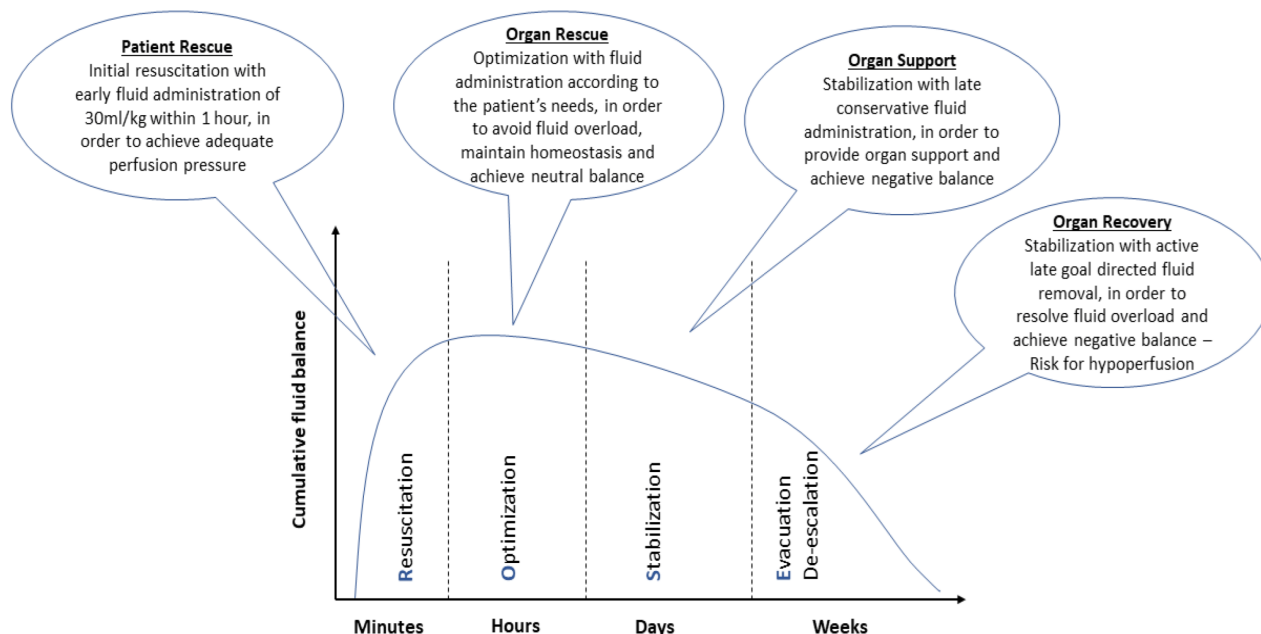 Patient Rescue
Initial resuscitation with
early fluid administration of
30ml/kg within 1 hour, in
order to achieve adequate
perfusion pressure
Organ Rescue
Optimization with fluid
administration according to
the patient's needs, in order
to avoid fluid overload,
maintain homeostasis and
achieve neutral balance
Organ Support
Stabilization with late
conservative fluid
administration, in order to
provide organ support and
achieve negative balance
Organ Recovery
Stabilization with active
late goal directed fluid
removal, in order to
resolve fluid overload and
achieve negative balance –
Risk for hypoperfusion
Cumulative fluid balance
Resuscitation
Optimization
Stabilization
Evacuation
De-escalation
Minutes
Hours
Days
Weeks